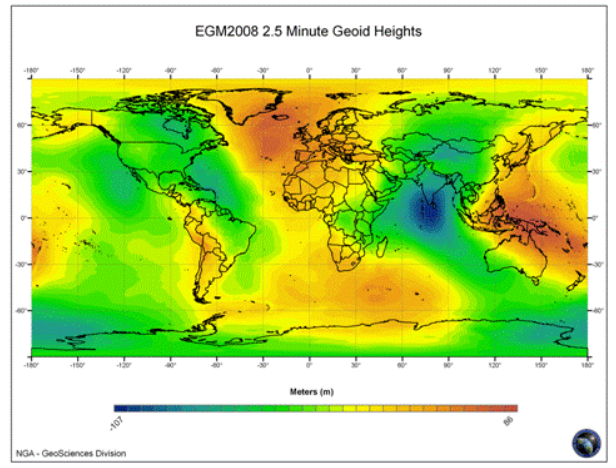 EGM2008 2.5 Minute Geoid Heights
-180° -150° -120° -90° -60° -30° 0° 30° 60° 90° 120° 150° 180°
60° 60°
30° 30°
0° 0°
-30° -30°
-60° -60°
-180° -150° -120° -90° -60° -30° 0° 30° 60° 90° 120° 150° 180°
Meters (m)
-107 86
NGA - GeoSciences Division